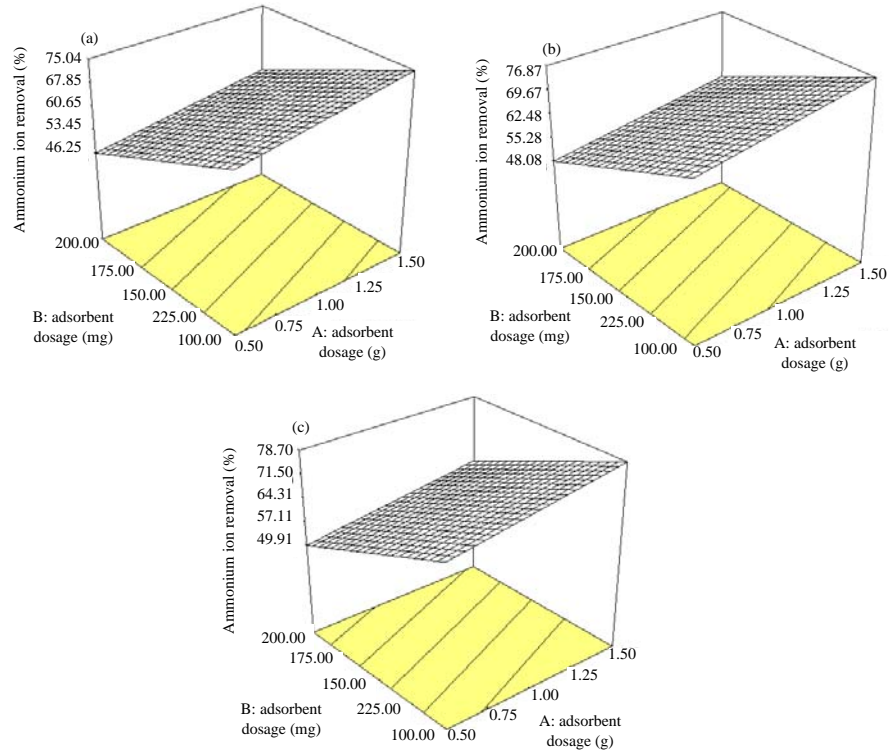 (a)
Ammonium ion removal (%)
75.04
67.85
60.65
53.45
46.25
200.00
175.00
150.00
225.00
100.00
B: adsorbent
dosage (mg)
0.50
0.75
1.00
1.25
1.50
A: adsorbent
dosage (g)
(b)
Ammonium ion removal (%)
76.87
69.67
62.48
55.28
48.08
200.00
175.00
150.00
225.00
100.00
B: adsorbent
dosage (mg)
0.50
0.75
1.00
1.25
1.50
A: adsorbent
dosage (g)
(c)
Ammonium ion removal (%)
78.70
71.50
64.31
57.11
49.91
200.00
175.00
150.00
225.00
100.00
B: adsorbent
dosage (mg)
0.50
0.75
1.00
1.25
1.50
A: adsorbent
dosage (g)